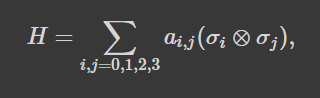 H = ∑_{i,j=0,1,2,3} a_{i,j}(σ_i ⊗ σ_j),